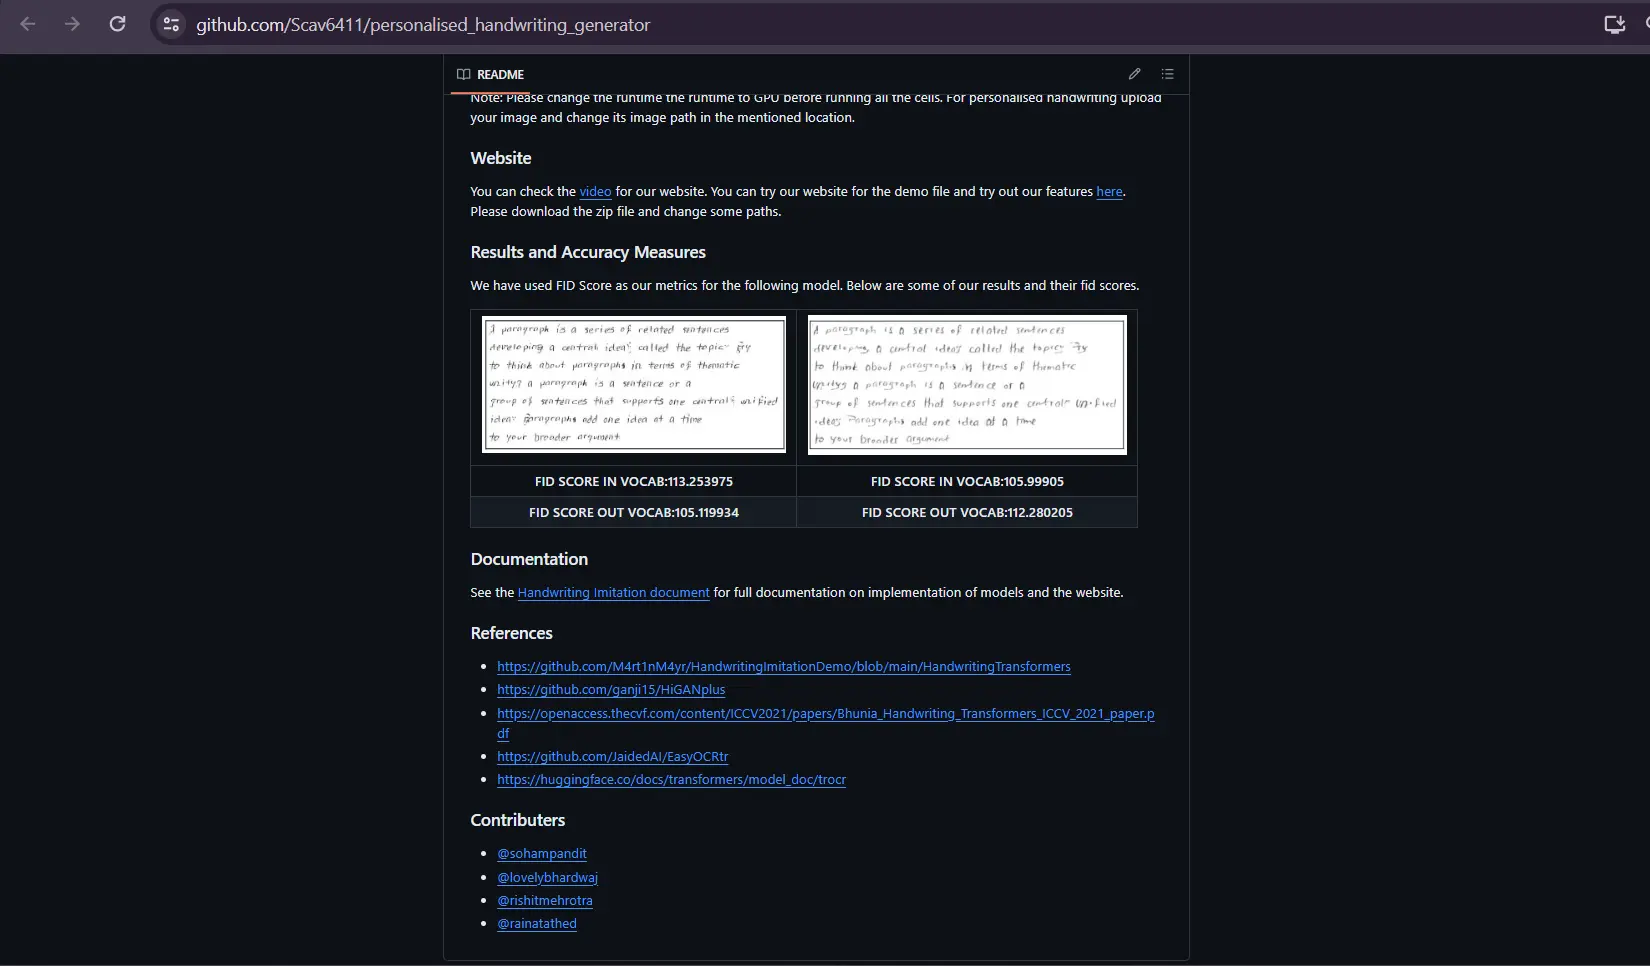 github.com/Scav6411/personalised_handwriting_generator
README
Note: Please change the runtime the runtime to GPU before running all the cells. For personalised handwriting upload
your image and change its image path in the mentioned location.
Website
You can check the video for our website. You can try our website for the demo file and try out our features here.
Please download the zip file and change some paths.
Results and Accuracy Measures
We have used FID Score as our metrics for the following model. Below are some of our results and their fid scores.
A paragraph is a series of related sentences
developing a central idea, called the topic. Try
to think about paragraphs in terms of thematic
unity: a paragraph is a sentence or a
group of sentences that supports one central, unified
idea. Paragraphs add one idea at a time
to your broader argument
A paragraph is a series of related sentences
developing a central idea, called the topic. Try
to think about paragraphs in terms of thematic
unity: a paragraph is a sentence or a
group of sentences that supports one central, unified
idea. Paragraphs add one idea at a time
to your broader argument
FID SCORE IN VOCAB:113.253975 FID SCORE IN VOCAB:105.99905
FID SCORE OUT VOCAB:105.119934 FID SCORE OUT VOCAB:112.280205
Documentation
See the Handwriting Imitation document for full documentation on implementation of models and the website.
References
https://github.com/M4rt1nM4yr/HandwritingImitationDemo/blob/main/HandwritingTransformers
https://github.com/ganji15/HiGANplus
https://openaccess.thecvf.com/content/ICCV2021/papers/Bhunia_Handwriting_Transformers_ICCV_2021_paper.p
df
https://github.com/JaidedAI/EasyOCRtr
https://huggingface.co/docs/transformers/model_doc/trocr
Contributers
@sohampandit
@lovelybhardwaj
@rishitmehrotra
@rainatathed